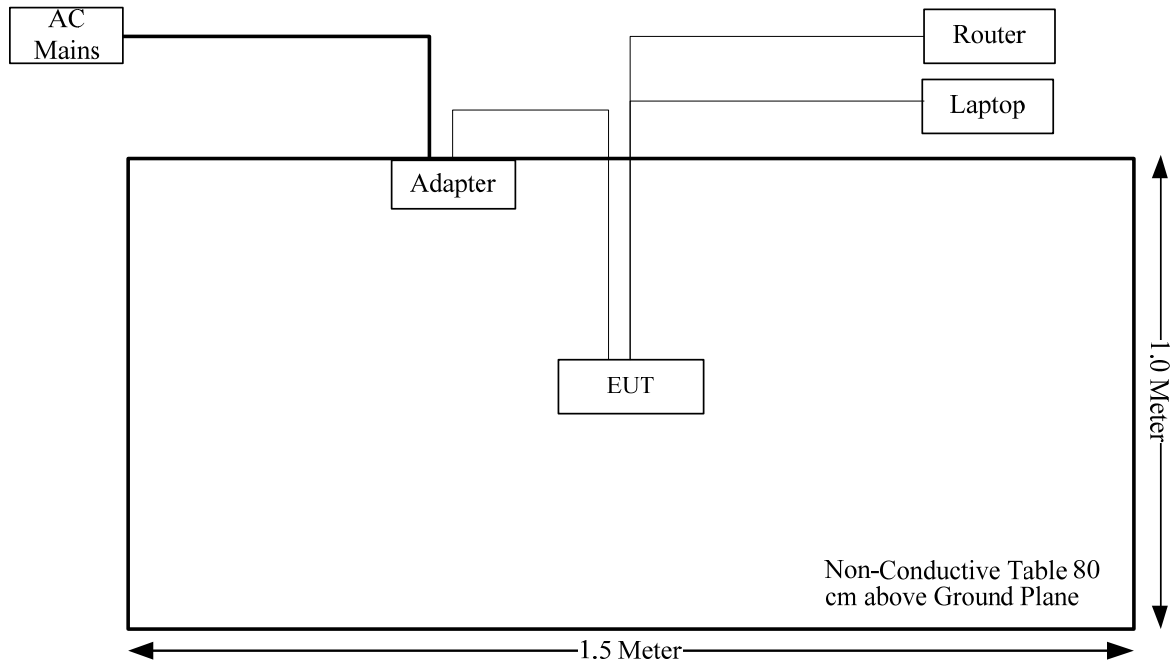 AC
Mains
Router
Laptop
Adapter
EUT
1.0 Meter
Non-Conductive Table 80
cm above Ground Plane
1.5 Meter